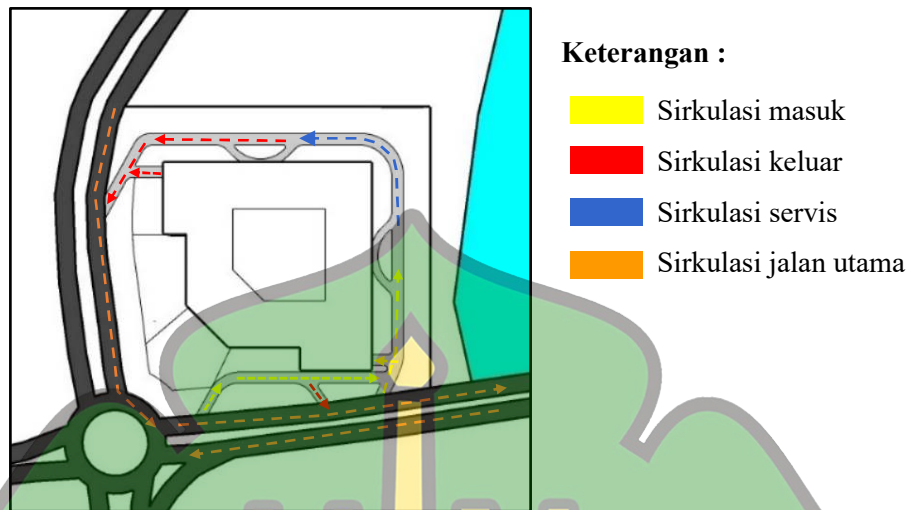 Keterangan :
Sirkulasi masuk
Sirkulasi keluar
Sirkulasi servis
Sirkulasi jalan utama